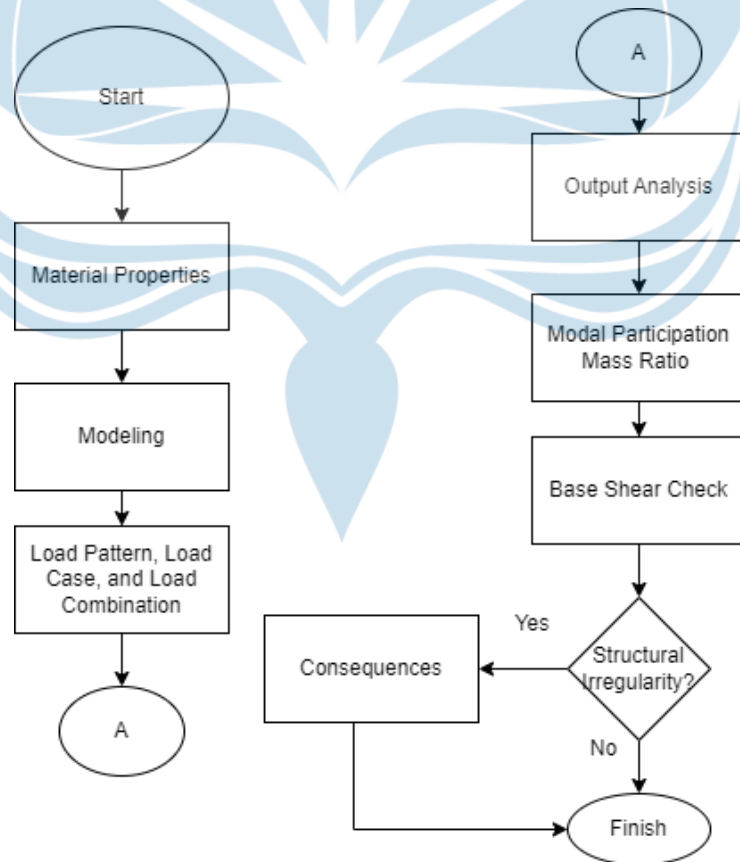 Start
Material Properties
Modeling
Load Pattern, Load
Case, and Load
Combination
A
A
Output Analysis
Modal Participation
Mass Ratio
Base Shear Check
Structural
Irregularity?
Yes
Consequences
No
Finish